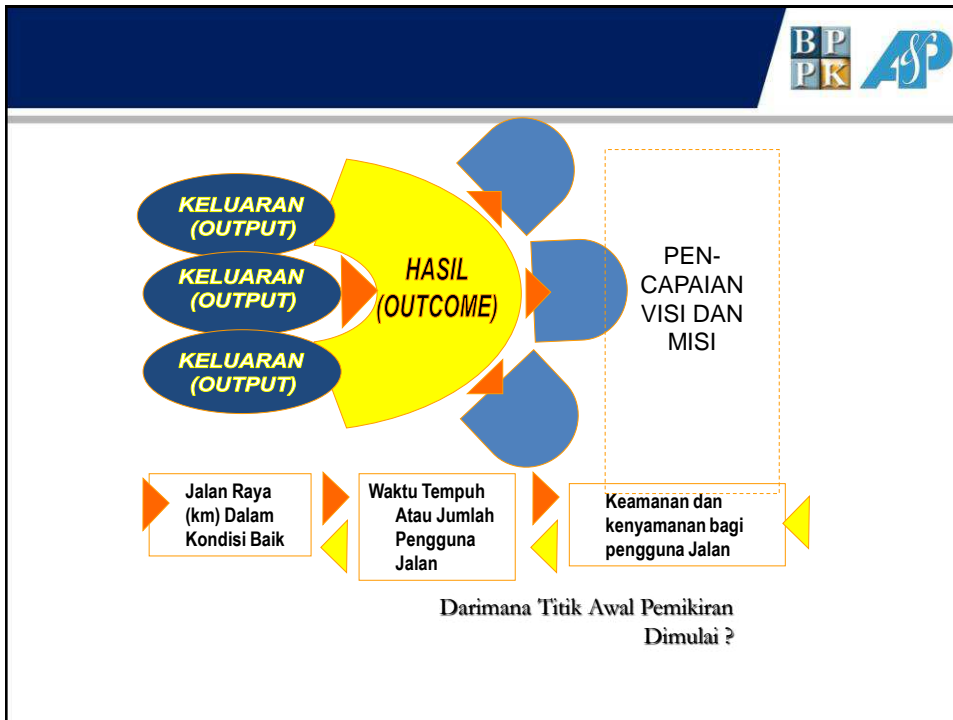 BP
PK
A&P
KELUARAN
(OUTPUT)
KELUARAN
(OUTPUT)
KELUARAN
(OUTPUT)
HASIL
(OUTCOME)
PEN-
CAPAIAN
VISI DAN
MISI
Jalan Raya
(km) Dalam
Kondisi Baik
Waktu Tempuh
Atau Jumlah
Pengguna
Jalan
Keamanan dan
kenyamanan bagi
pengguna Jalan
Darimana Titik Awal Pemikiran
Dimulai ?